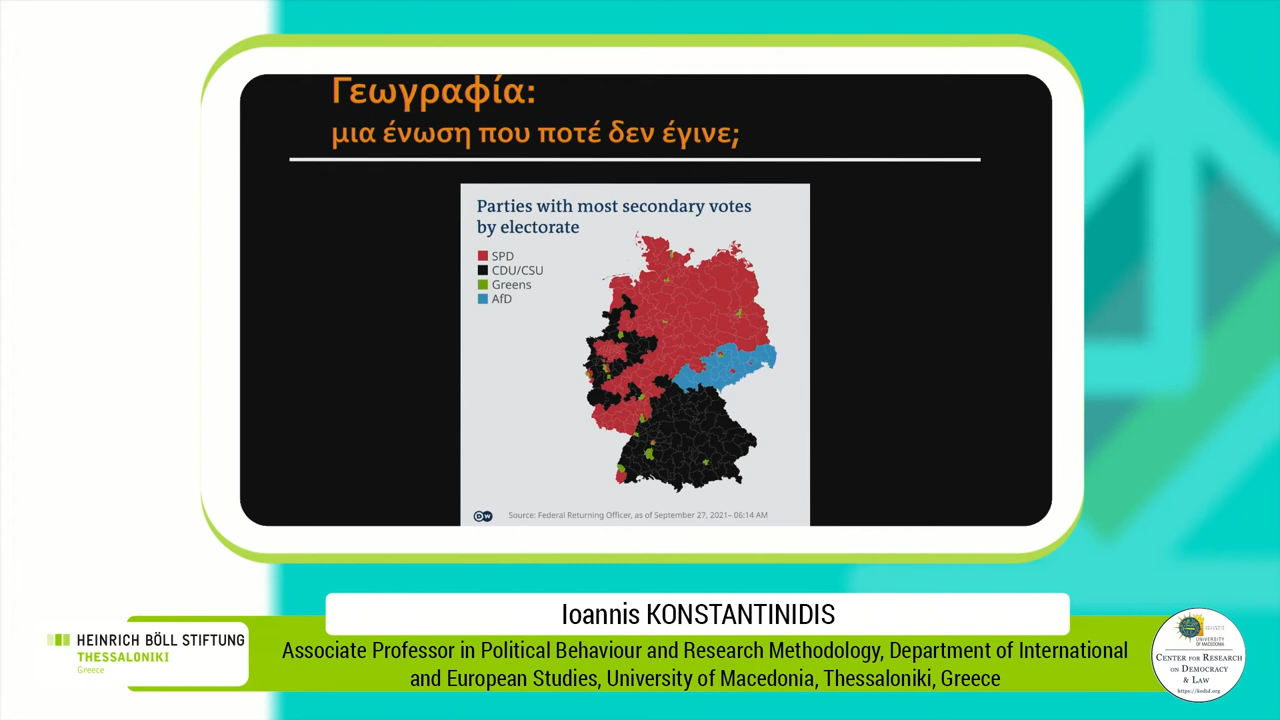 Γεωγραφία:
μια ένωση που ποτέ δεν έγινε;
Parties with most secondary votes
by electorate
SPD
CDU/CSU
Greens
AfD
DW
Source: Federal Returning Officer, as of September 27, 2021– 06:14 AM
Ioannis KONSTANTINIDIS
Associate Professor in Political Behaviour and Research Methodology, Department of International
and European Studies, University of Macedonia, Thessaloniki, Greece
HEINRICH BÖLL STIFTUNG
THESSALONIKI
Greece
UNIVERSITY
OF MACEDONIA
CENTER FOR RESEARCH
ON DEMOCRACY
& LAW
https://kedid.org